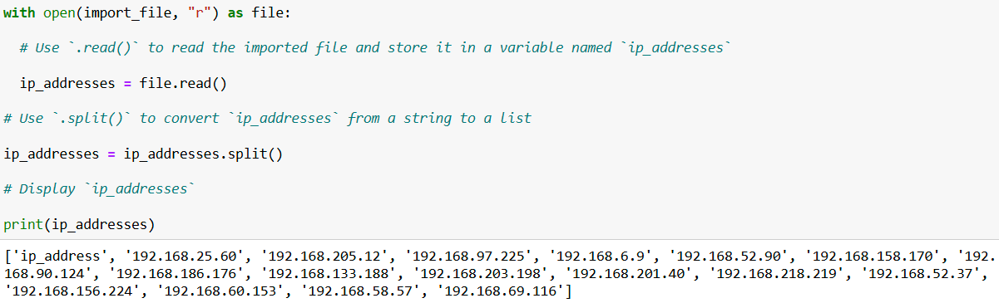 with open(import_file, "r") as file:
# Use `.read()` to read the imported file and store it in a variable named `ip_addresses`
ip_addresses = file.read()
# Use `.split()` to convert `ip_addresses` from a string to a list
ip_addresses = ip_addresses.split()
# Display `ip_addresses`
print(ip_addresses)
['ip_address', '192.168.25.60', '192.168.205.12', '192.168.97.225', '192.168.6.9', '192.168.52.90', '192.168.158.170', '192.
168.90.124', '192.168.186.176', '192.168.133.188', '192.168.203.198', '192.168.201.40', '192.168.218.219', '192.168.52.37',
'192.168.156.224', '192.168.60.153', '192.168.58.57', '192.168.69.116']